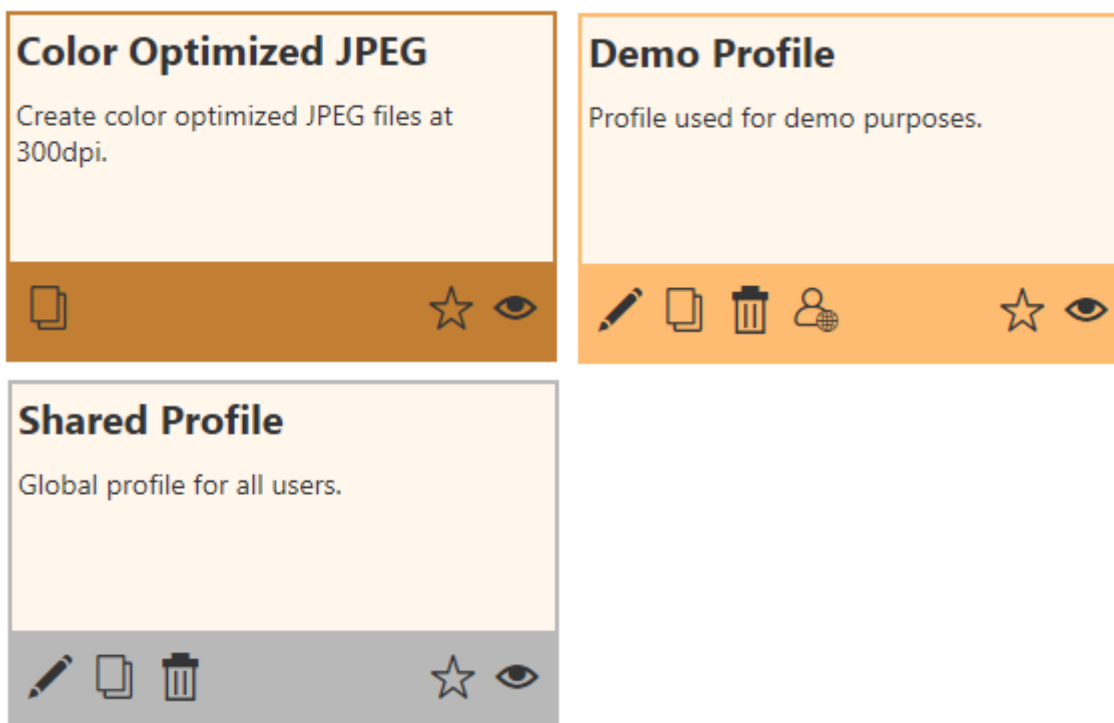 Color Optimized JPEG
Create color optimized JPEG files at
300dpi.
Demo Profile
Profile used for demo purposes.
Shared Profile
Global profile for all users.